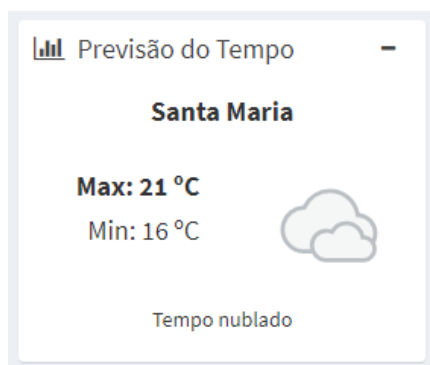 Previsão do Tempo
Santa Maria
Max: 21 ºC
Min: 16 ºC
Tempo nublado